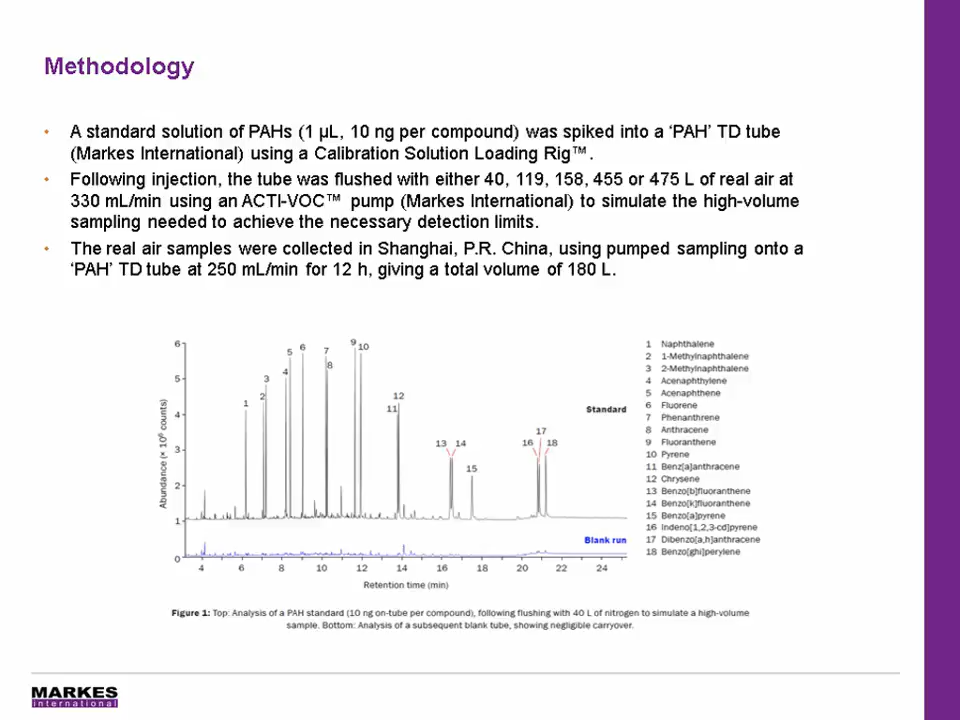 Methodology
• A standard solution of PAHs (1 µL, 10 ng per compound) was spiked into a ‘PAH’ TD tube
(Markes International) using a Calibration Solution Loading Rig™.
• Following injection, the tube was flushed with either 40, 119, 158, 455 or 475 L of real air at
330 mL/min using an ACTI-VOC™ pump (Markes International) to simulate the high-volume
sampling needed to achieve the necessary detection limits.
• The real air samples were collected in Shanghai, P.R. China, using pumped sampling onto a
‘PAH’ TD tube at 250 mL/min for 12 h, giving a total volume of 180 L.
Abundance (× 10⁶ counts)
6
5
4
3
2
1
0
1
2
3
4
5
6
7
8
9
10
11
12
13
14
15
16
17
18
Standard
Blank run
4 6 8 10 12 14 16 18 20 22 24
Retention time (min)
1 Naphthalene
2 1-Methylnaphthalene
3 2-Methylnaphthalene
4 Acenaphthylene
5 Acenaphthene
6 Fluorene
7 Phenanthrene
8 Anthracene
9 Fluoranthene
10 Pyrene
11 Benz[a]anthracene
12 Chrysene
13 Benzo[b]fluoranthene
14 Benzo[k]fluoranthene
15 Benzo[a]pyrene
16 Indeno[1,2,3-cd]pyrene
17 Dibenzo[a,h]anthracene
18 Benzo[ghi]perylene
Figure 1: Top: Analysis of a PAH standard (10 ng on-tube per compound), following flushing with 40 L of nitrogen to simulate a high-volume
sample. Bottom: Analysis of a subsequent blank tube, showing negligible carryover.
MARKES
international